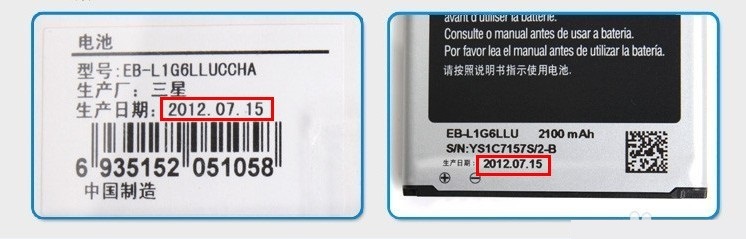 电池
型号:EB-L1G6LLUCCHA
生产厂: 三星
生产日期: 2012.07.15
6 935152 051058
中国制造
avant d'utiliser la batterie.
Consulte o manual antes de usar a bateria.
Por favor lea el manual antes de utilizar la batería.
请按照说明书指示使用电池.
EB-L1G6LLU 2100 mAh
S/N:YS1C7157S/2-B
生产日期: 2012.07.15